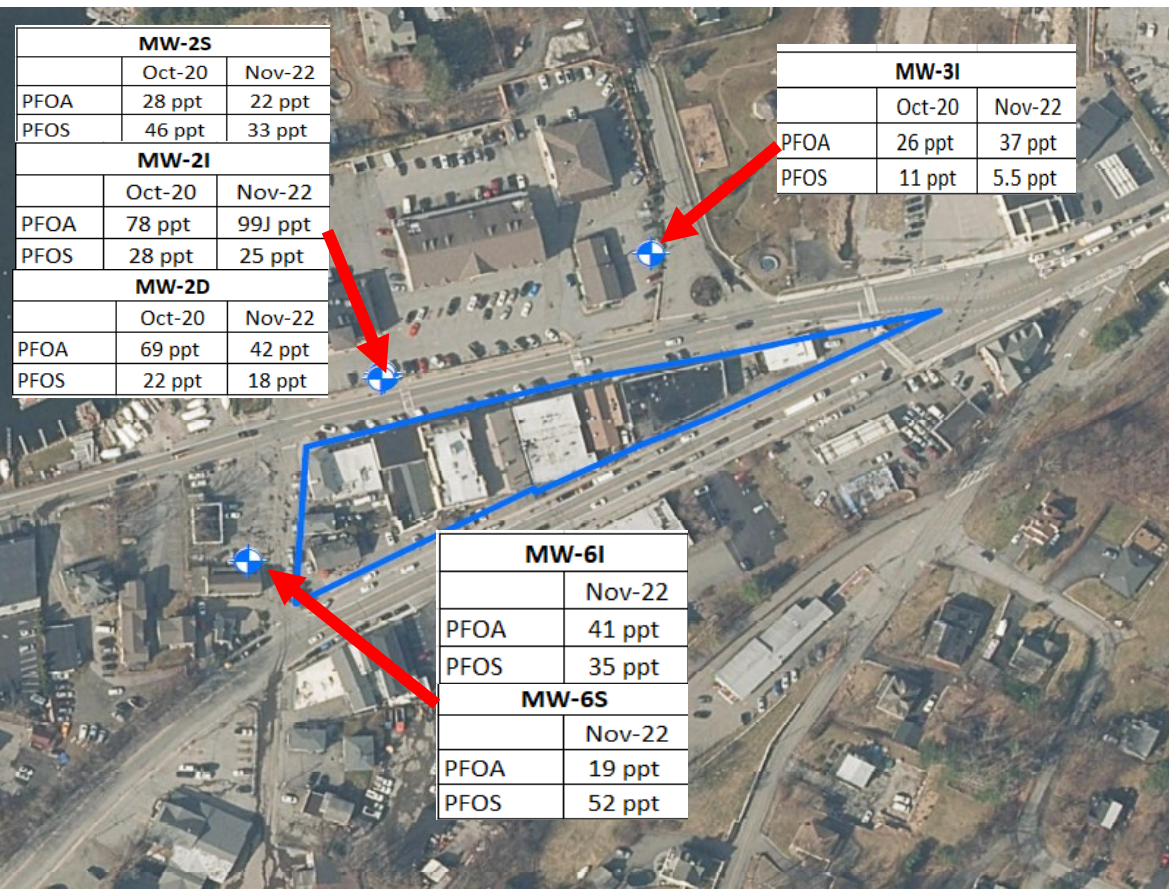 MW-2S
Oct-20 Nov-22
PFOA 28 ppt 22 ppt
PFOS 46 ppt 33 ppt
MW-2I
Oct-20 Nov-22
PFOA 78 ppt 99J ppt
PFOS 28 ppt 25 ppt
MW-2D
Oct-20 Nov-22
PFOA 69 ppt 42 ppt
PFOS 22 ppt 18 ppt
MW-3I
Oct-20 Nov-22
PFOA 26 ppt 37 ppt
PFOS 11 ppt 5.5 ppt
MW-6I
Nov-22
PFOA 41 ppt
PFOS 35 ppt
MW-6S
Nov-22
PFOA 19 ppt
PFOS 52 ppt